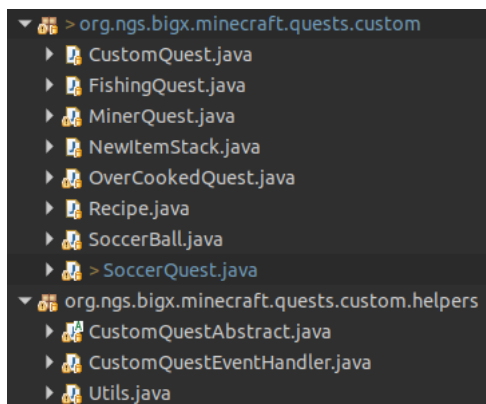 > org.ngs.bigx.minecraft.quests.custom
CustomQuest.java
FishingQuest.java
MinerQuest.java
NewItemStack.java
OverCookedQuest.java
Recipe.java
SoccerBall.java
> SoccerQuest.java
org.ngs.bigx.minecraft.quests.custom.helpers
CustomQuestAbstract.java
CustomQuestEventHandler.java
Utils.java